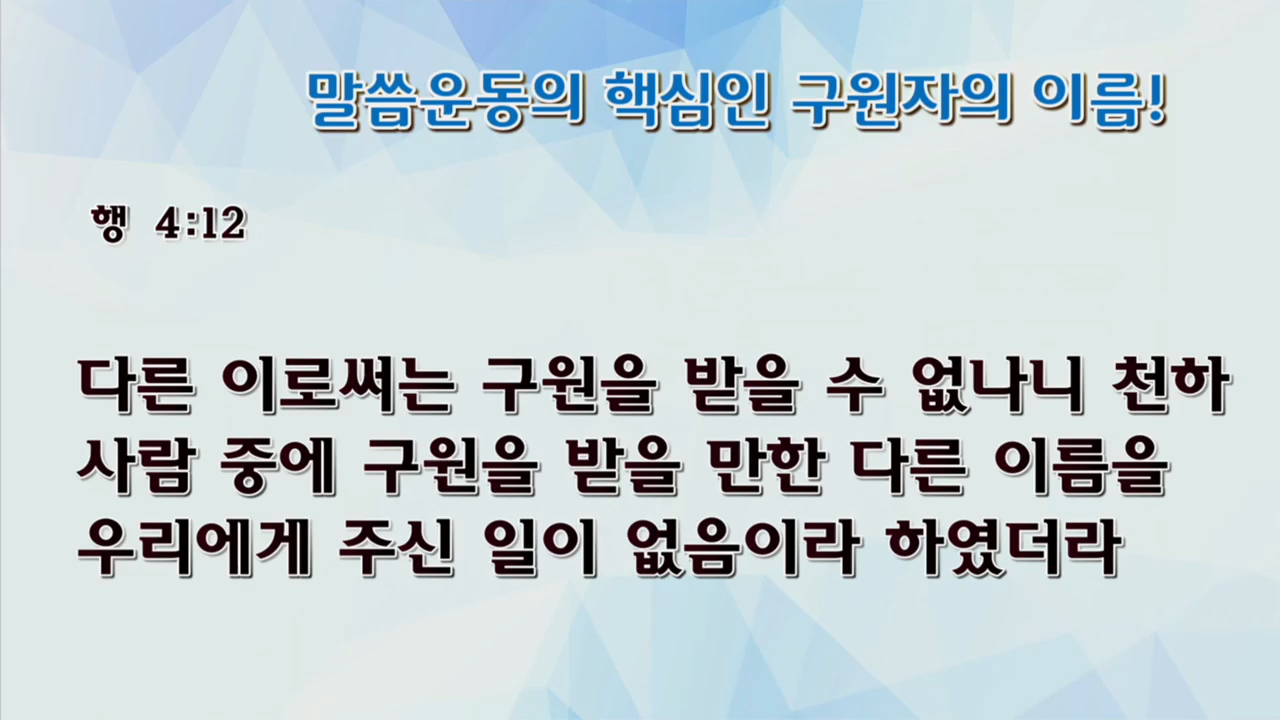 말씀운동의 핵심인 구원자의 이름!
행 4:12
다른 이로써는 구원을 받을 수 없나니 천하
사람 중에 구원을 받을 만한 다른 이름을
우리에게 주신 일이 없음이라 하였더라